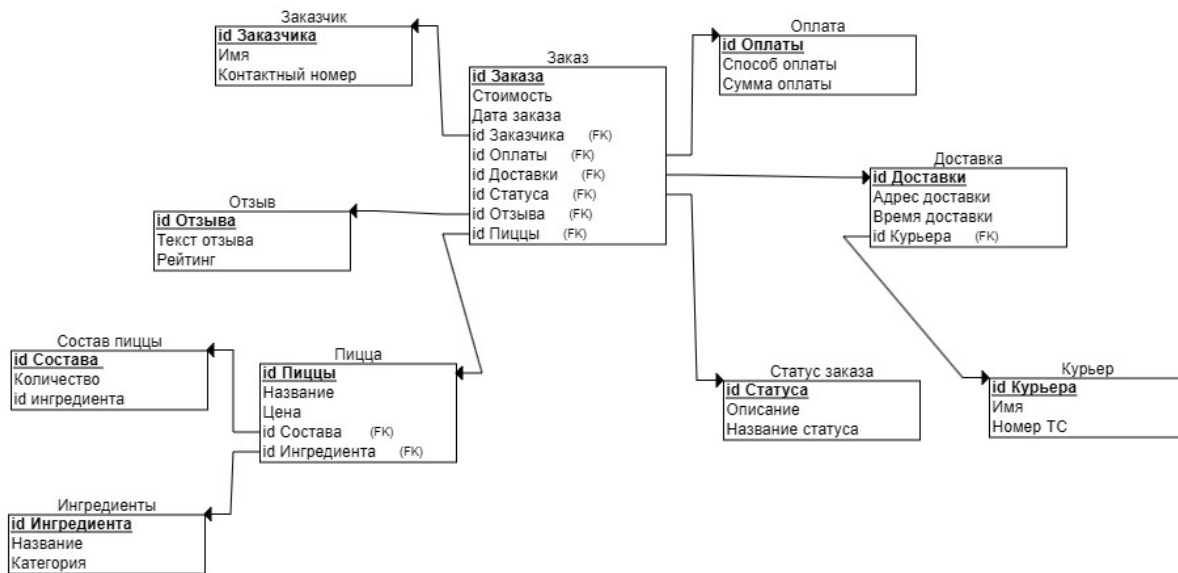 Заказчик
id Заказчика
Имя
Контактный номер
Заказ
id Заказа
Стоимость
Дата заказа
id Заказчика (FK)
id Оплаты (FK)
id Доставки (FK)
id Статуса (FK)
id Отзыва (FK)
id Пиццы (FK)
Оплата
id Оплаты
Способ оплаты
Сумма оплаты
Доставка
id Доставки
Адрес доставки
Время доставки
id Курьера (FK)
Отзыв
id Отзыва
Текст отзыва
Рейтинг
Состав пиццы
id Состава
Количество
id ингредиента
Пицца
id Пиццы
Название
Цена
id Состава (FK)
id Ингредиента (FK)
Статус заказа
id Статуса
Описание
Название статуса
Курьер
id Курьера
Имя
Номер ТС
Ингредиенты
id Ингредиента
Название
Категория